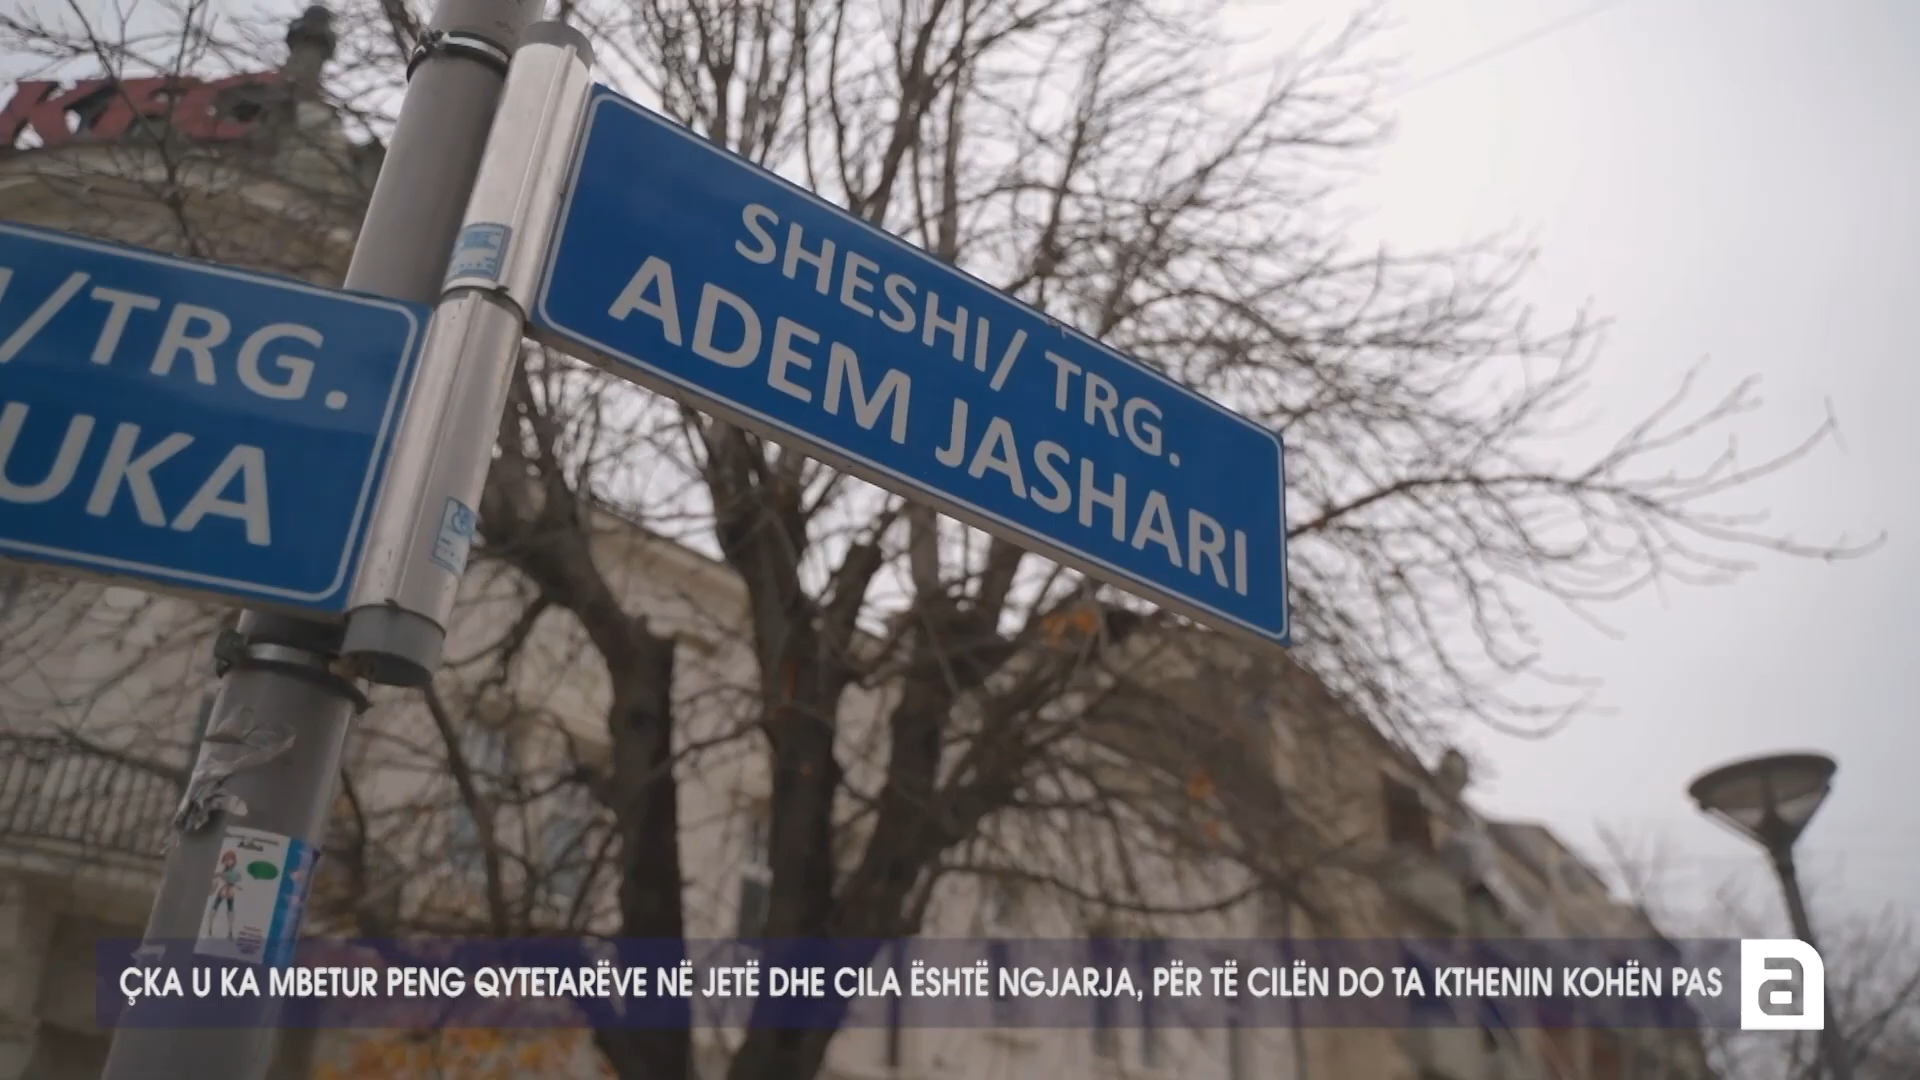 SHESHI/ TRG.
ADEM JASHARI
/TRG.
UKA
ÇKA U KA MBETUR PENG QYTETARËVE NË JETË DHE CILA ËSHTË NGJARJA, PËR TË CILËN DO TA KTHENIN KOHËN PAS
a